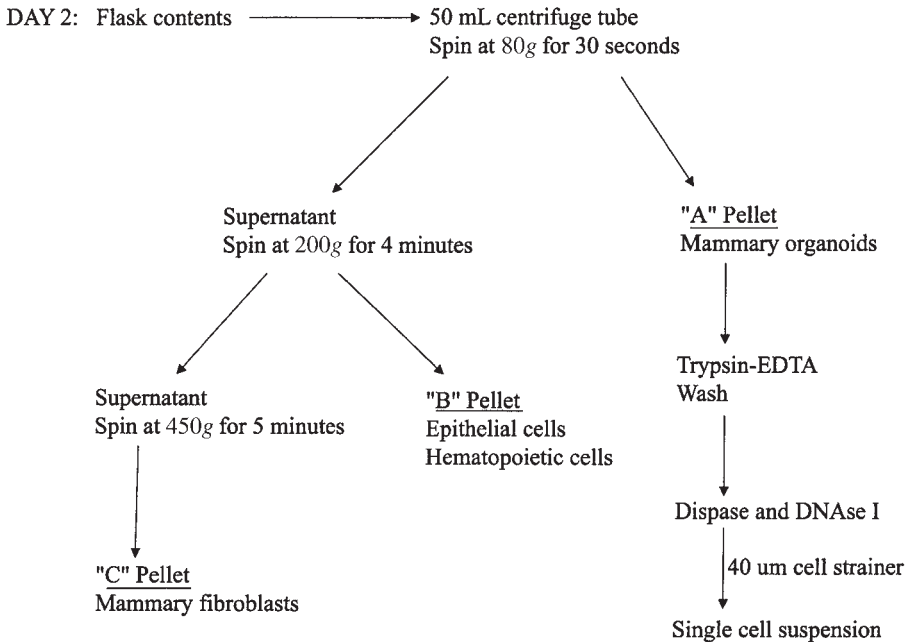 DAY 2: Flask contents
50 mL centrifuge tube
Spin at 80g for 30 seconds
Supernatant
Spin at 200g for 4 minutes
"A" Pellet
Mammary organoids
Supernatant
Spin at 450g for 5 minutes
"B" Pellet
Epithelial cells
Hematopoietic cells
Trypsin-EDTA
Wash
Dispase and DNAse I
40 um cell strainer
"C" Pellet
Mammary fibroblasts
Single cell suspension